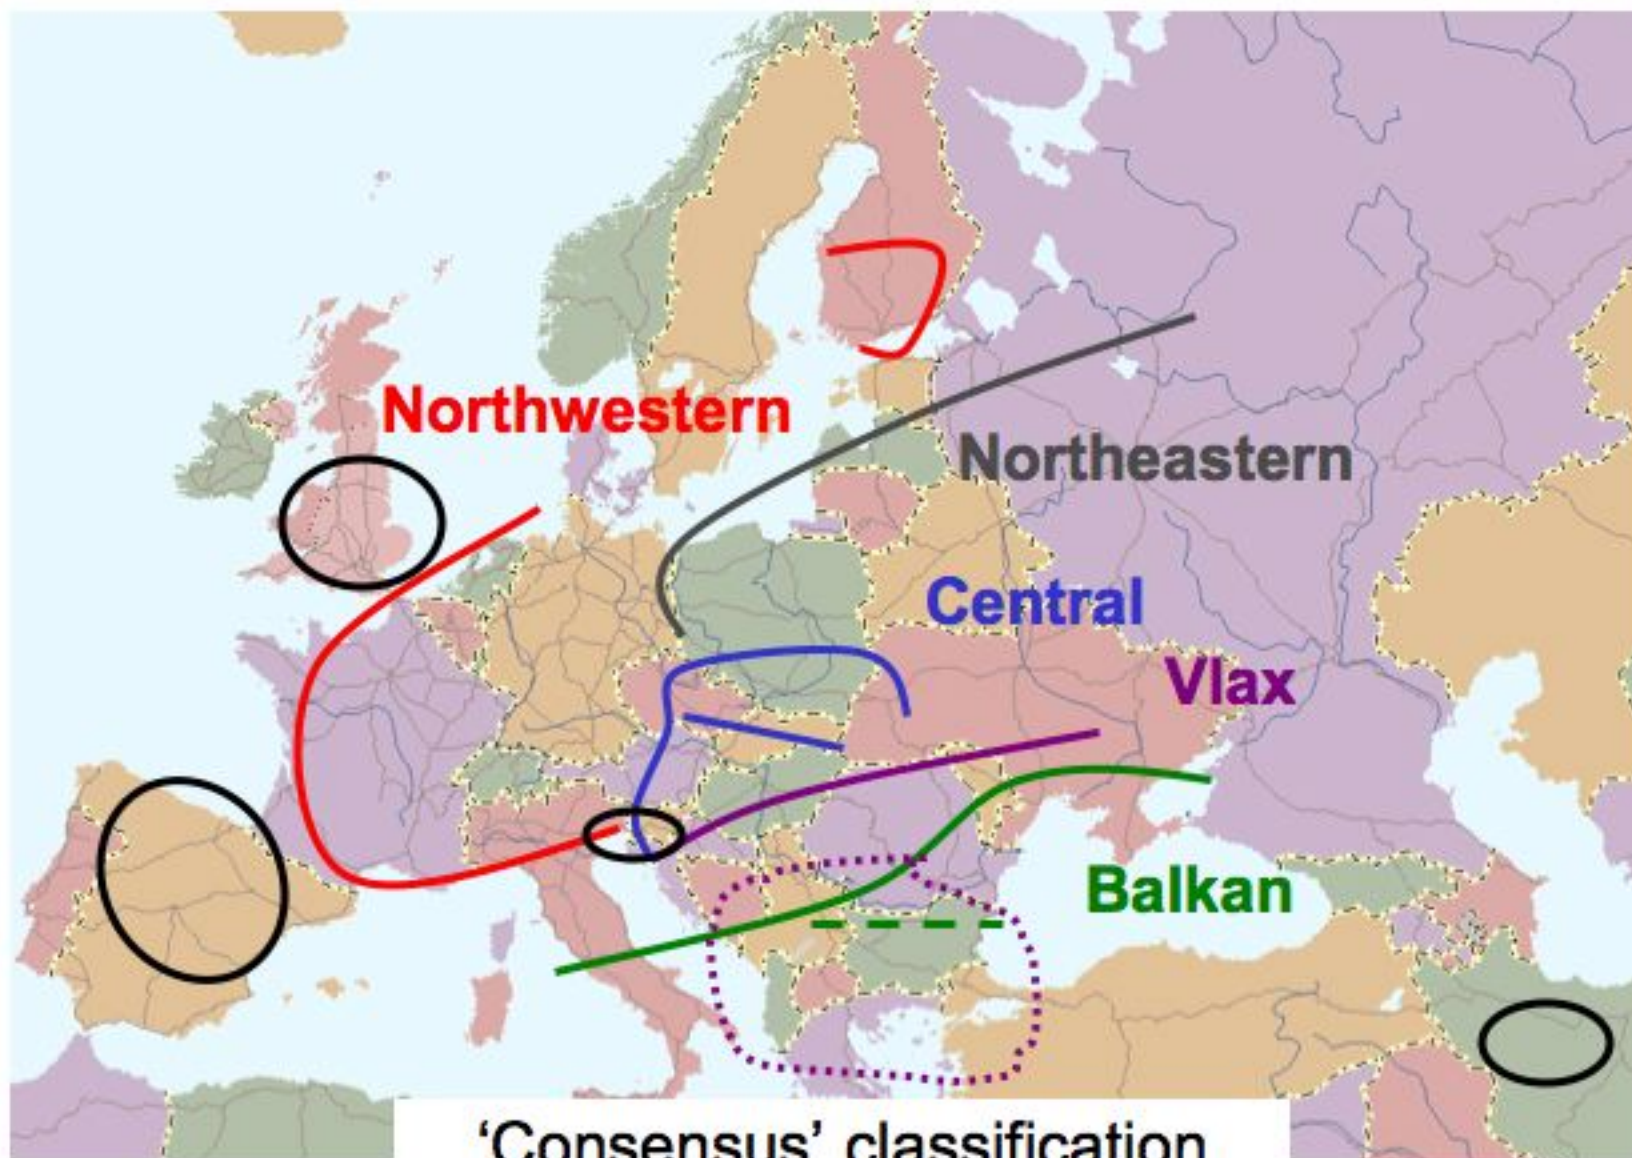 Northwestern
Northeastern
Central
Vlax
Balkan
‘Consensus’ classification